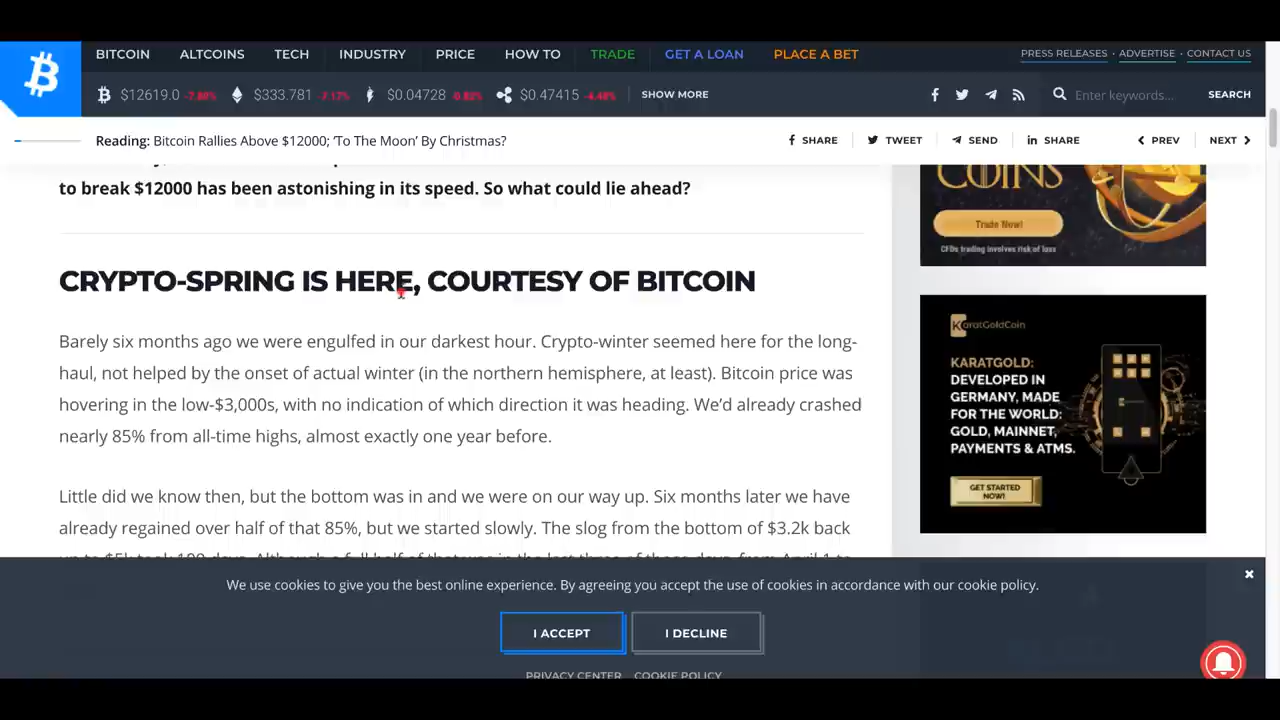 BITCOIN ALTCOINS TECH INDUSTRY PRICE HOW TO TRADE GET A LOAN PLACE A BET
PRESS RELEASES · ADVERTISE · CONTACT US
$12619.0 -7.80% $333.781 -7.17% $0.04728 0.82% $0.47415 -4.48% SHOW MORE
Enter keywords... SEARCH
Reading: Bitcoin Rallies Above $12000; ‘To The Moon’ By Christmas?
SHARE TWEET SEND SHARE PREV NEXT
to break $12000 has been astonishing in its speed. So what could lie ahead?
CRYPTO-SPRING IS HERE, COURTESY OF BITCOIN
Barely six months ago we were engulfed in our darkest hour. Crypto-winter seemed here for the long-
haul, not helped by the onset of actual winter (in the northern hemisphere, at least). Bitcoin price was
hovering in the low-$3,000s, with no indication of which direction it was heading. We’d already crashed
nearly 85% from all-time highs, almost exactly one year before.
Little did we know then, but the bottom was in and we were on our way up. Six months later we have
already regained over half of that 85%, but we started slowly. The slog from the bottom of $3.2k back
COINS
Trade Now!
CFDs trading involves risk of loss
KaratGoldCoin
KARATGOLD:
DEVELOPED IN
GERMANY, MADE
FOR THE WORLD:
GOLD, MAINNET,
PAYMENTS & ATMS.
GET STARTED
NOW!
We use cookies to give you the best online experience. By agreeing you accept the use of cookies in accordance with our cookie policy.
I ACCEPT I DECLINE
PRIVACY CENTER COOKIE POLICY